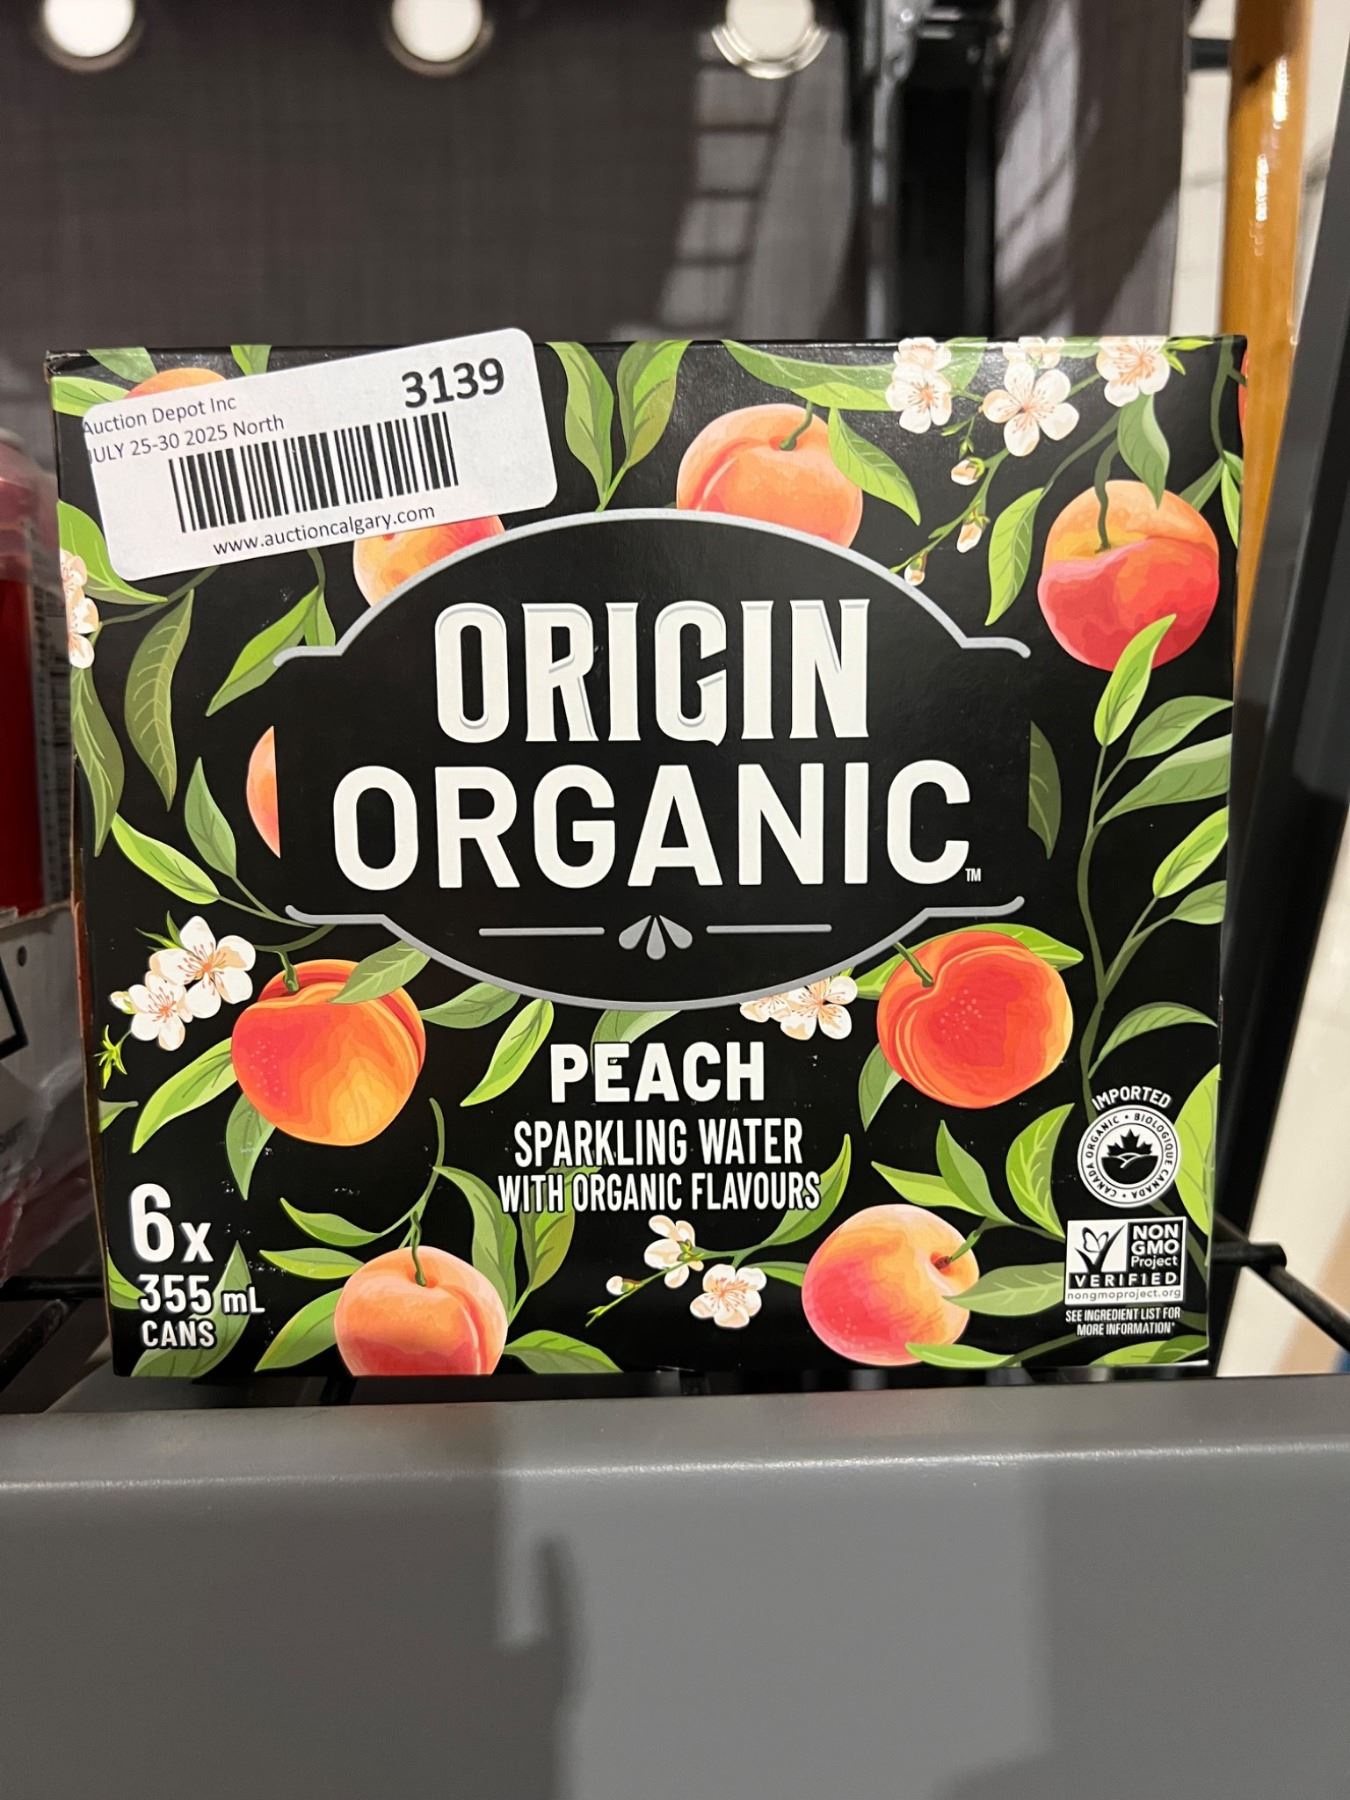 3139
Auction Depot Inc
JULY 25-30 2025 North
www.auctioncalgary.com
ORIGIN
ORGANIC™
PEACH
SPARKLING WATER
WITH ORGANIC FLAVOURS
6x
355 mL
CANS
IMPORTED
CANADA ORGANIC • BIOLOGIQUE CANADA •
NON
GMO
Project
VERIFIED
nongmoproject.org
SEE INGREDIENT LIST FOR
MORE INFORMATION*